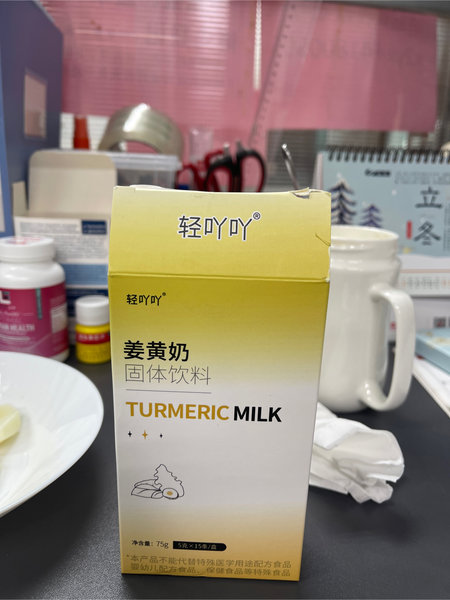 轻吖吖®
轻吖吖®
姜黄奶
固体饮料
TURMERIC MILK
净含量：75g 5克×15条/盒
*本产品不能代替特殊医学用途配方食品
婴幼儿配方食品、保健食品等特殊食品
立
冬
HEALTH